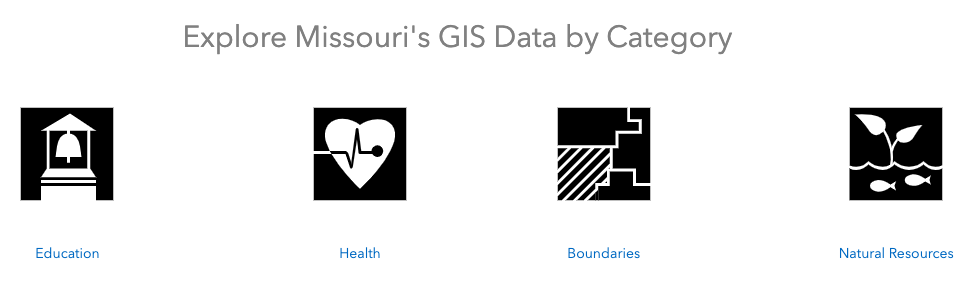 Explore Missouri's GIS Data by Category
Education
Health
Boundaries
Natural Resources